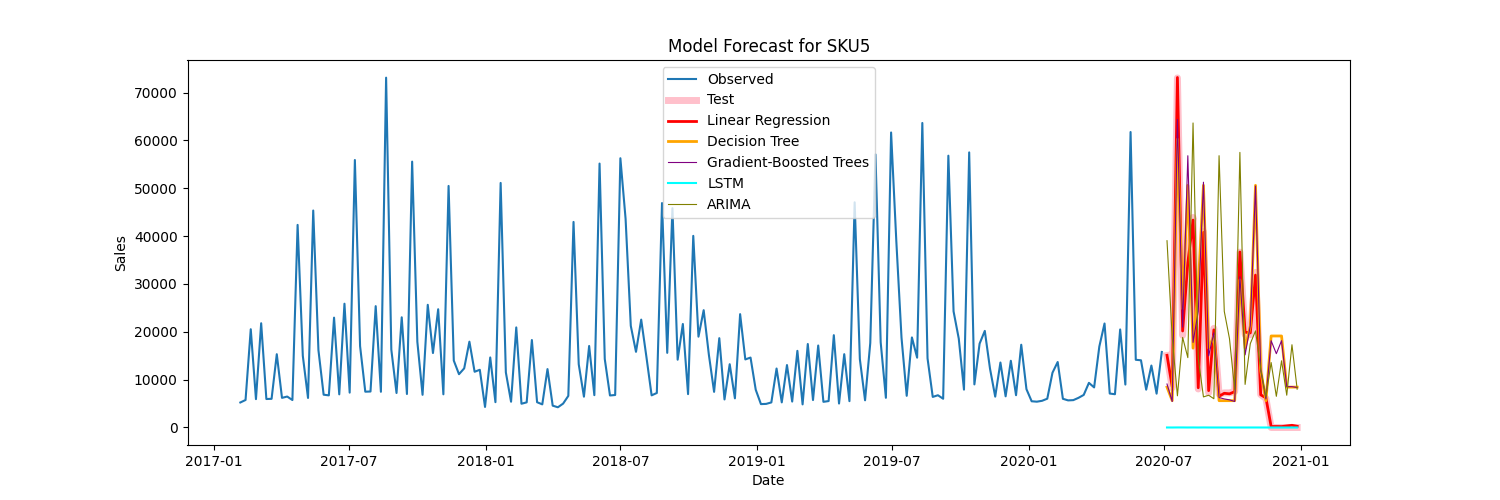 Model Forecast for SKU5
Observed
Test
Linear Regression
Decision Tree
Gradient-Boosted Trees
LSTM
ARIMA
Sales
70000
60000
50000
40000
30000
20000
10000
0
2017-01 2017-07 2018-01 2018-07 2019-01 2019-07 2020-01 2020-07 2021-01
Date